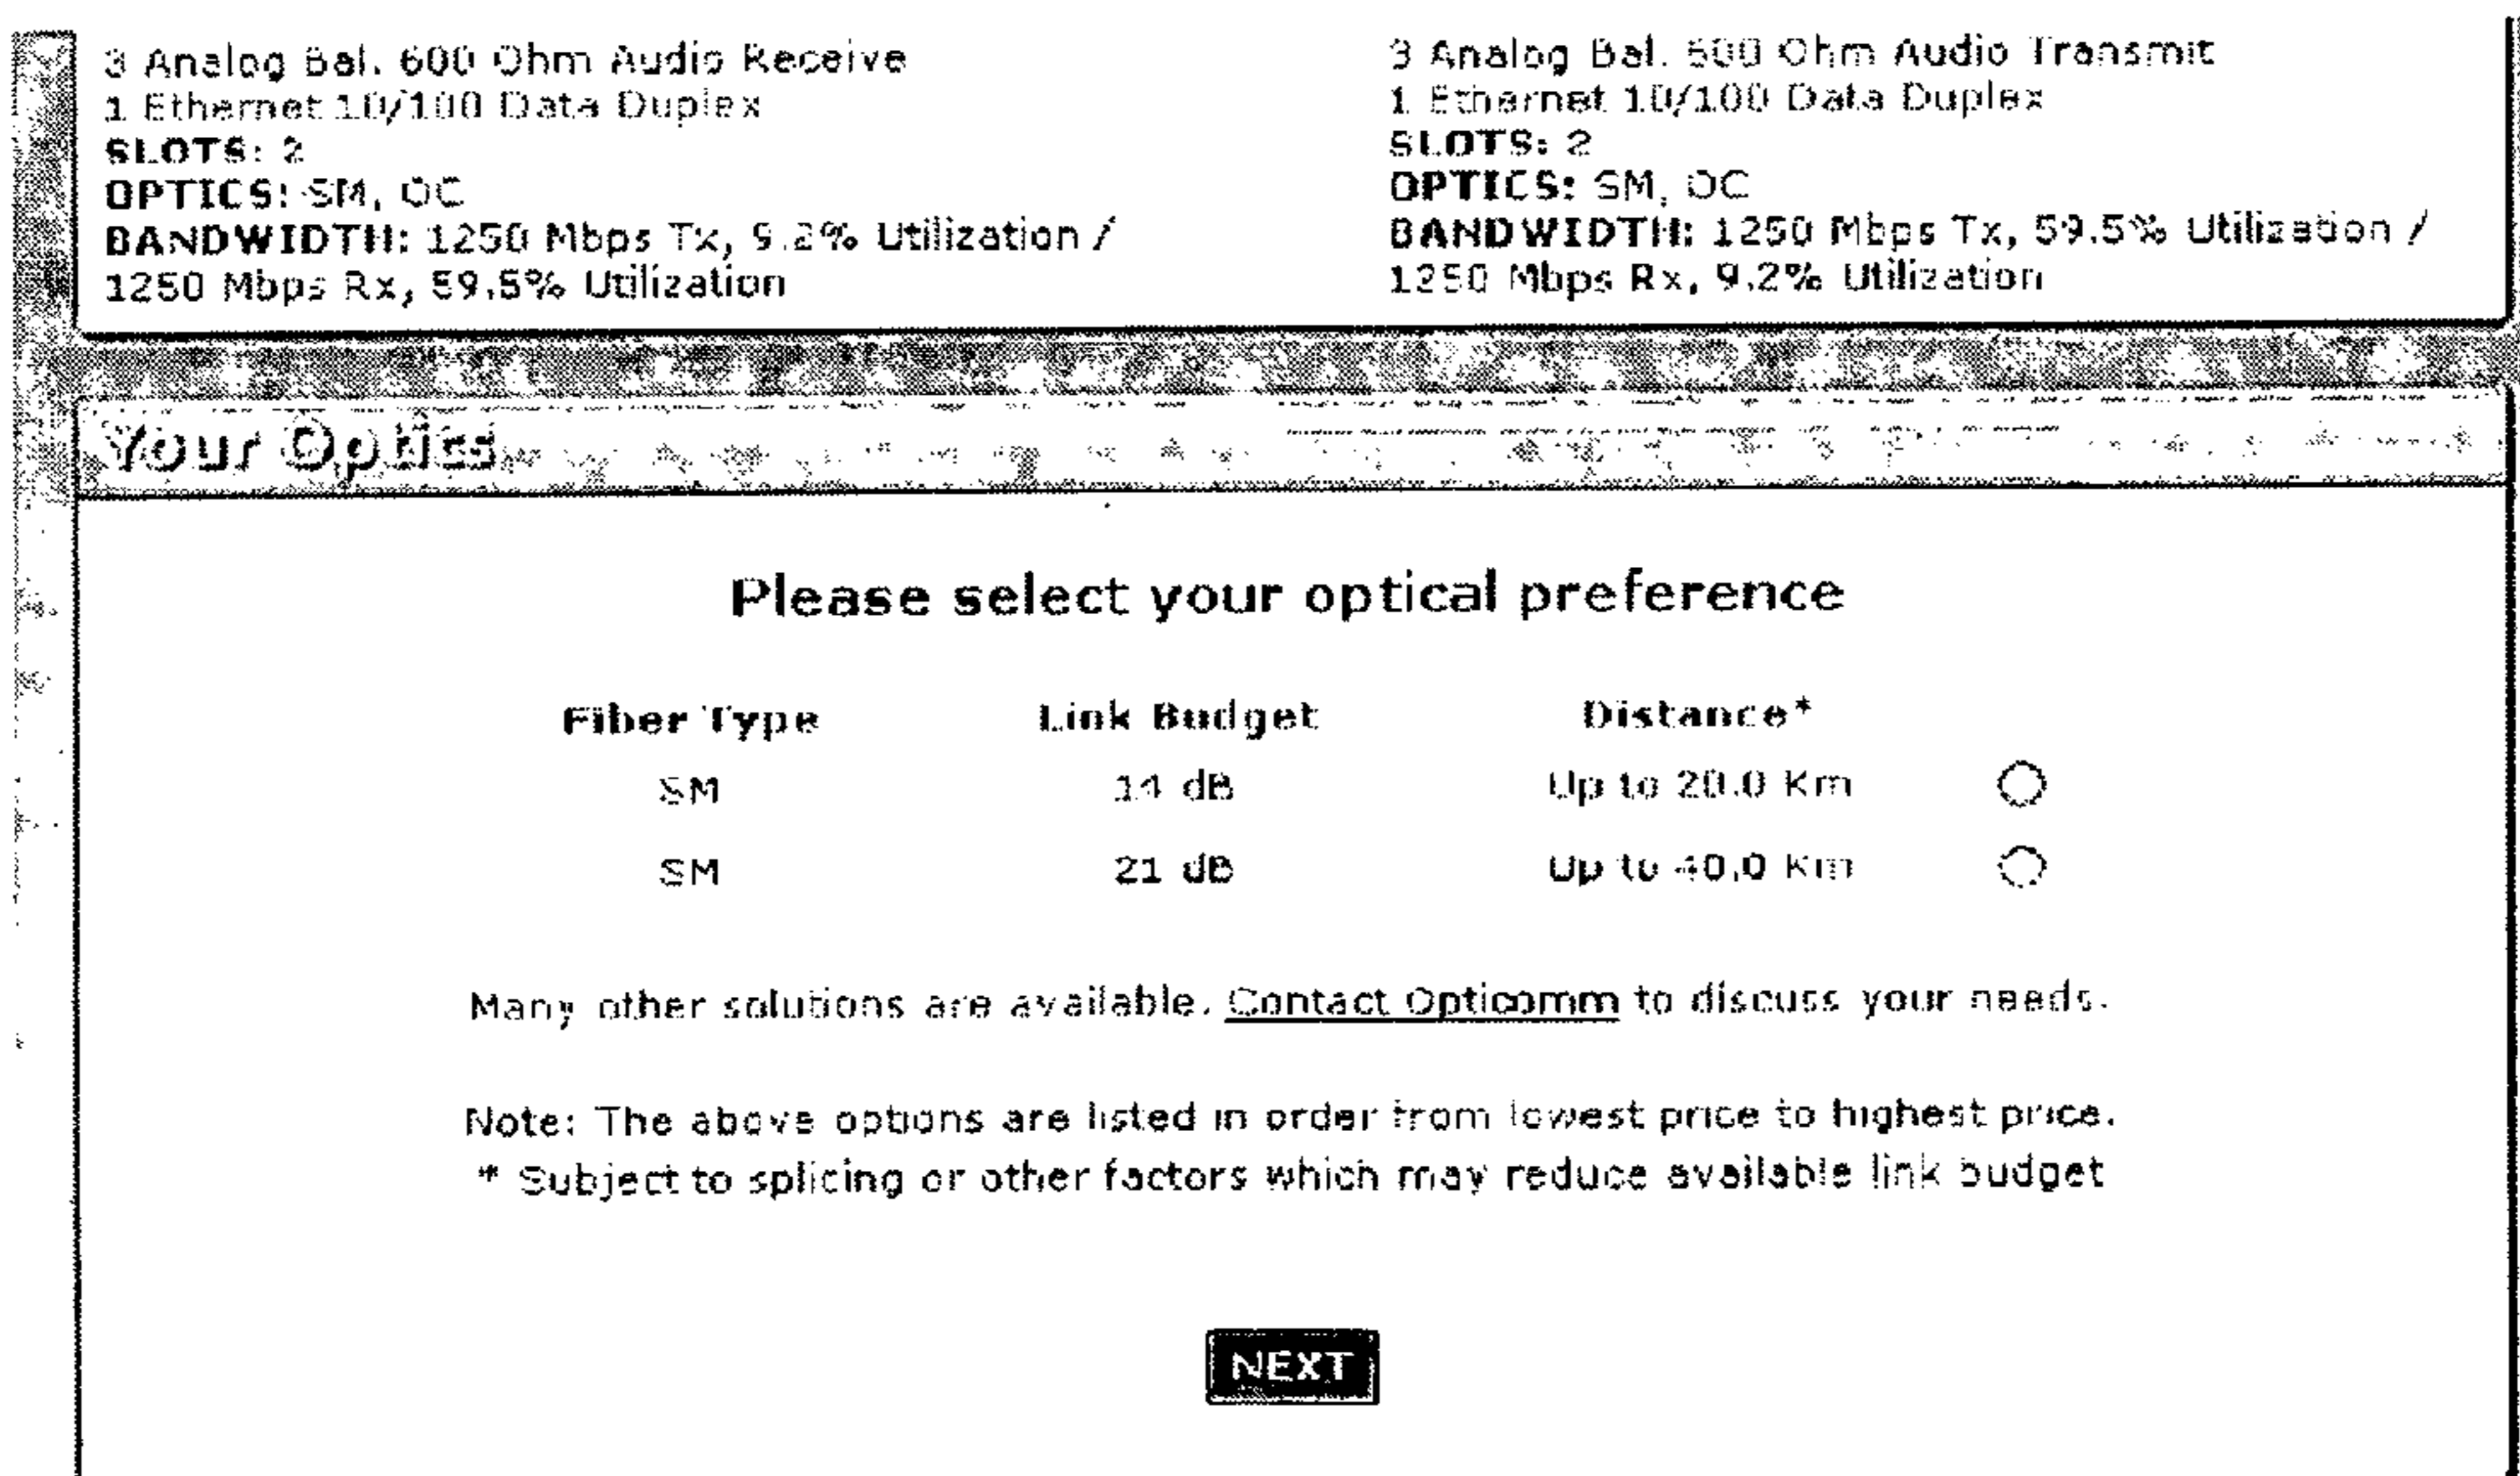 3 Analog Bal. 600 Ohm Audio Receive
1 Ethernet 10/100 Data Duplex
SLOTS: 2
OPTICS: SM, OC
BANDWIDTH: 1250 Mbps Tx, 9.2% Utilization /
1250 Mbps Rx, 59.5% Utilization
3 Analog Bal. 600 Ohm Audio Transmit
1 Ethernet 10/100 Data Duplex
SLOTS: 2
OPTICS: SM, OC
BANDWIDTH: 1250 Mbps Tx, 59.5% Utilization /
1250 Mbps Rx, 9.2% Utilization
Your Optics
Please select your optical preference
Fiber Type Link Budget Distance*
SM 14 dB Up to 20.0 Km
SM 21 dB Up to 40.0 Km
Many other solutions are available. Contact Opticomm to discuss your needs.
Note: The above options are listed in order from lowest price to highest price.
* Subject to splicing or other factors which may reduce available link budget
NEXT